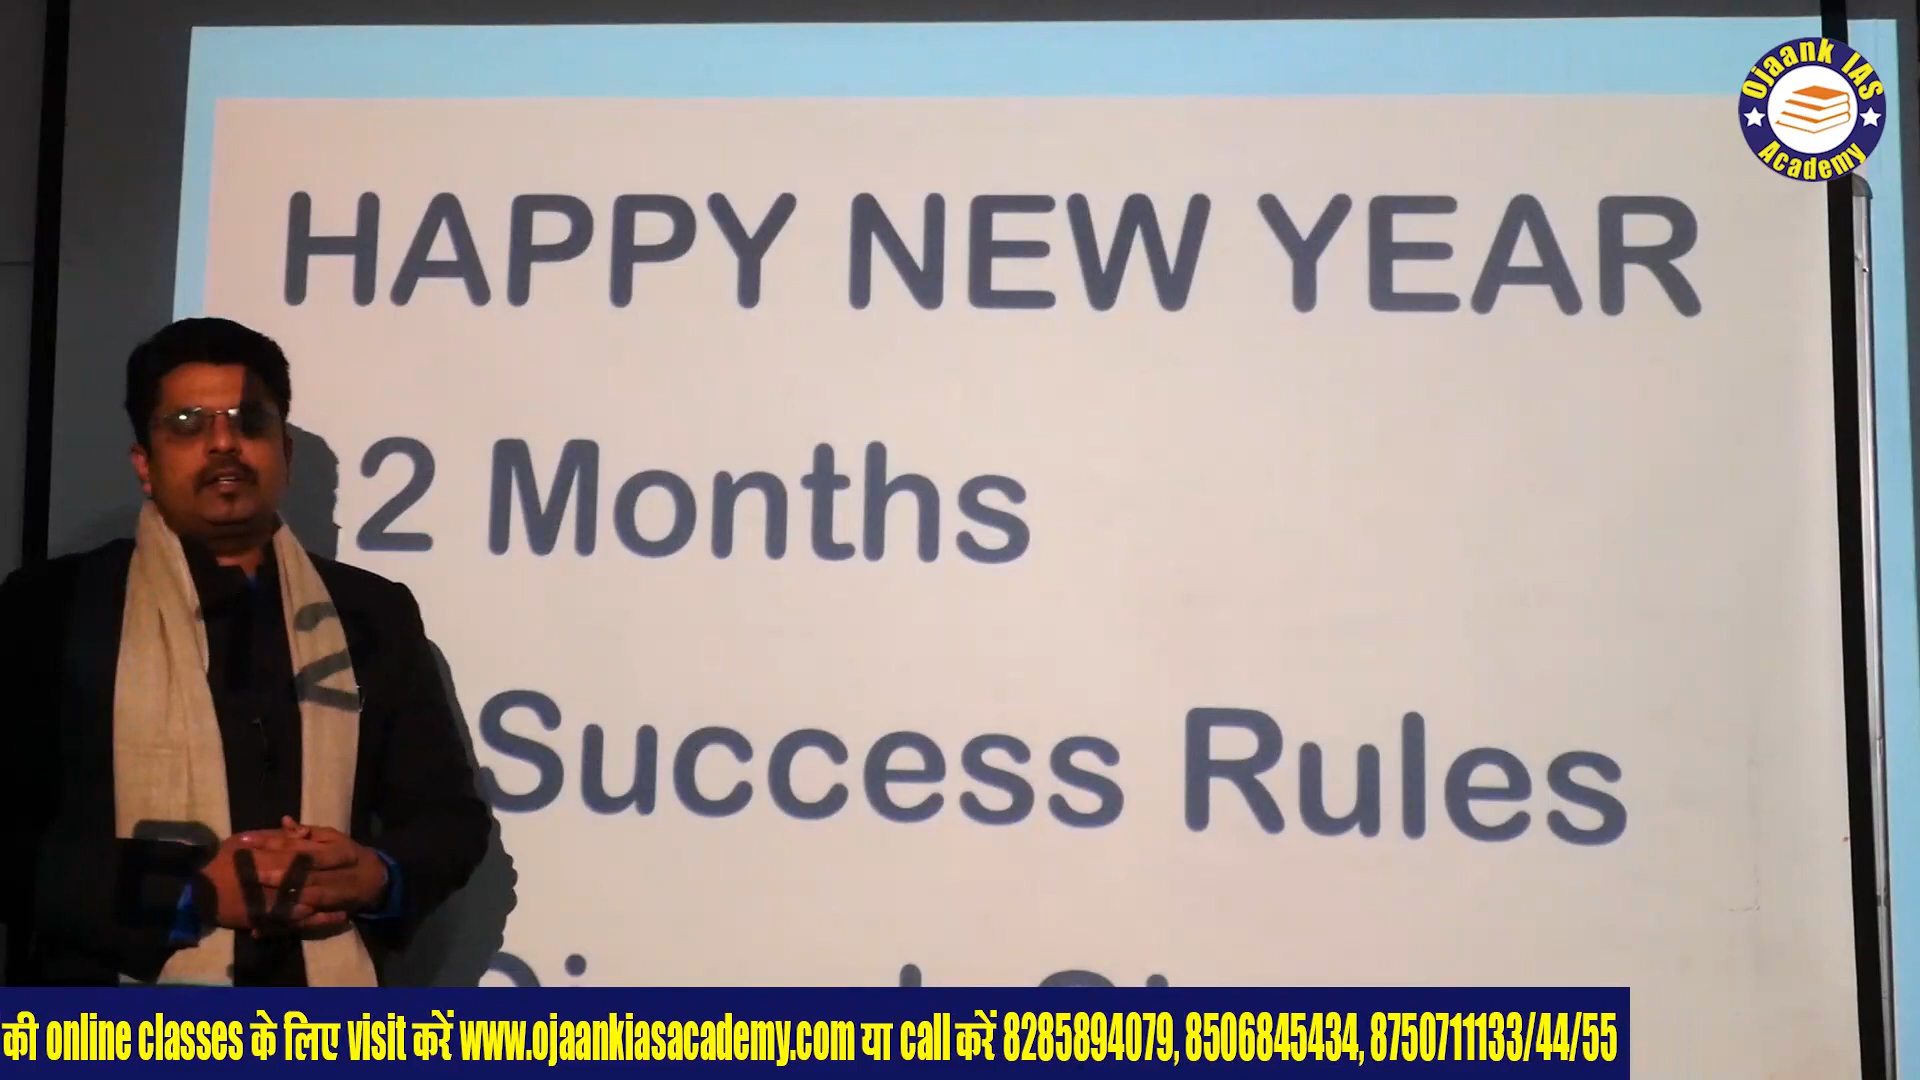 Ojaank IAS
Academy
HAPPY NEW YEAR
2 Months
Success Rules
की online classes के लिए visit करें www.ojaankiasacademy.com या call करें 8285894079, 8506845434, 8750711133/44/55